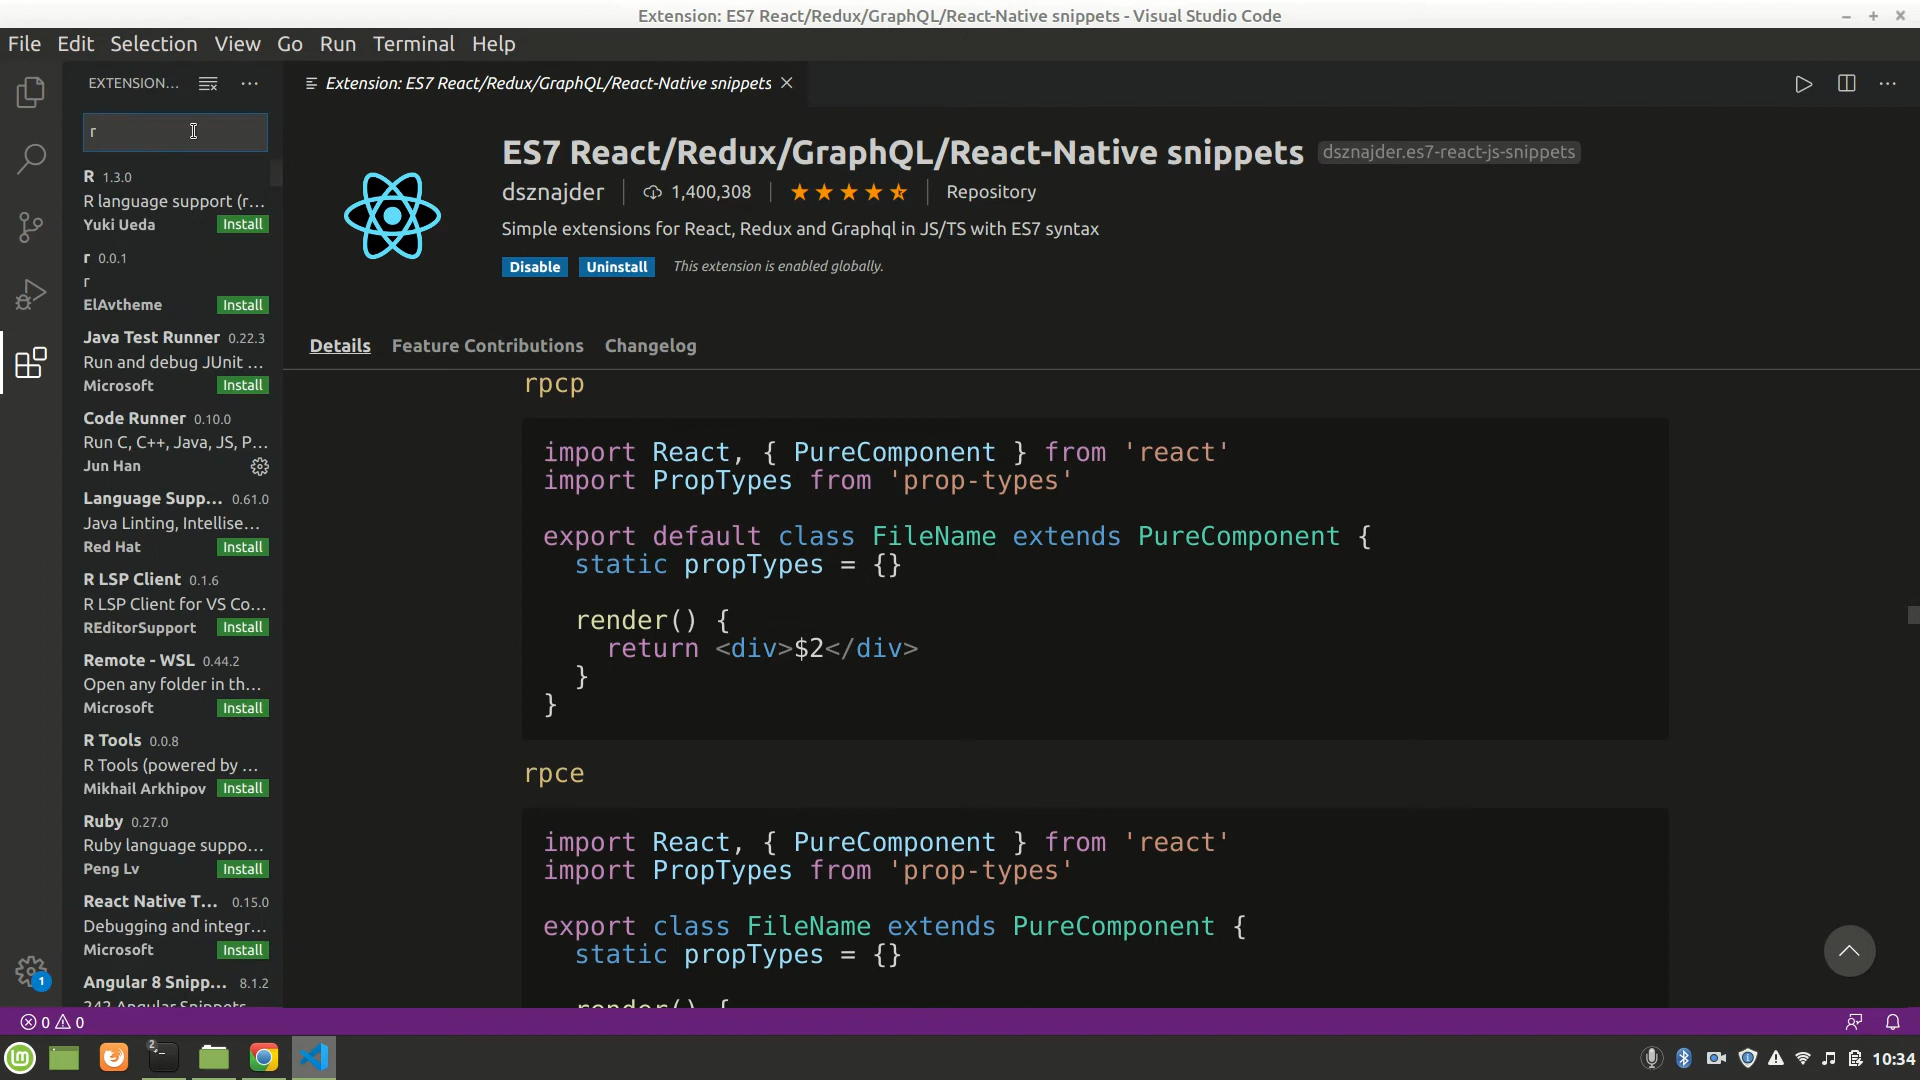 Extension: ES7 React/Redux/GraphQL/React-Native snippets - Visual Studio Code
File Edit Selection View Go Run Terminal Help
EXTENSION...
Extension: ES7 React/Redux/GraphQL/React-Native snippets
r
R 1.3.0
R language support (r...
Yuki Ueda Install
r 0.0.1
r
ElAvtheme Install
Java Test Runner 0.22.3
Run and debug JUnit ...
Microsoft Install
Code Runner 0.10.0
Run C, C++, Java, JS, P...
Jun Han
Language Supp... 0.61.0
Java Linting, Intellise...
Red Hat Install
R LSP Client 0.1.6
R LSP Client for VS Co...
REditorSupport Install
Remote - WSL 0.44.2
Open any folder in th...
Microsoft Install
R Tools 0.0.8
R Tools (powered by ...
Mikhail Arkhipov Install
Ruby 0.27.0
Ruby language suppo...
Peng Lv Install
React Native T... 0.15.0
Debugging and integr...
Microsoft Install
Angular 8 Snipp... 8.1.2
242 Angular Snippets
ES7 React/Redux/GraphQL/React-Native snippets dsznajder.es7-react-js-snippets
dsznajder 1,400,308 Repository
Simple extensions for React, Redux and Graphql in JS/TS with ES7 syntax
Disable Uninstall This extension is enabled globally.
Details Feature Contributions Changelog
rpcp
import React, { PureComponent } from 'react'
import PropTypes from 'prop-types'
export default class FileName extends PureComponent {
static propTypes = {}
render() {
return <div>$2</div>
}
}
rpce
import React, { PureComponent } from 'react'
import PropTypes from 'prop-types'
export class FileName extends PureComponent {
static propTypes = {}
render() {
1
0 0
2
10:34